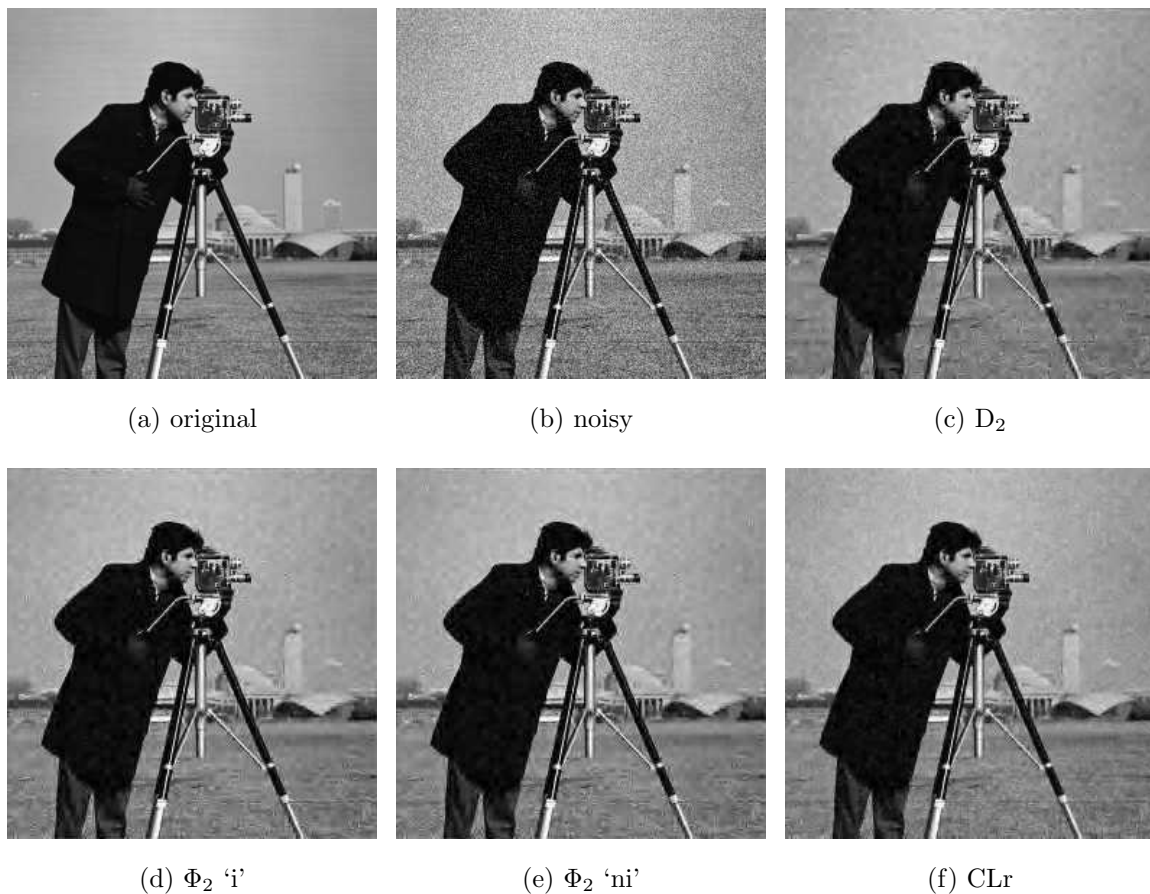 (a) original
(b) noisy
(c) D₂
(d) Φ₂ ‘i’
(e) Φ₂ ‘ni’
(f) CLr